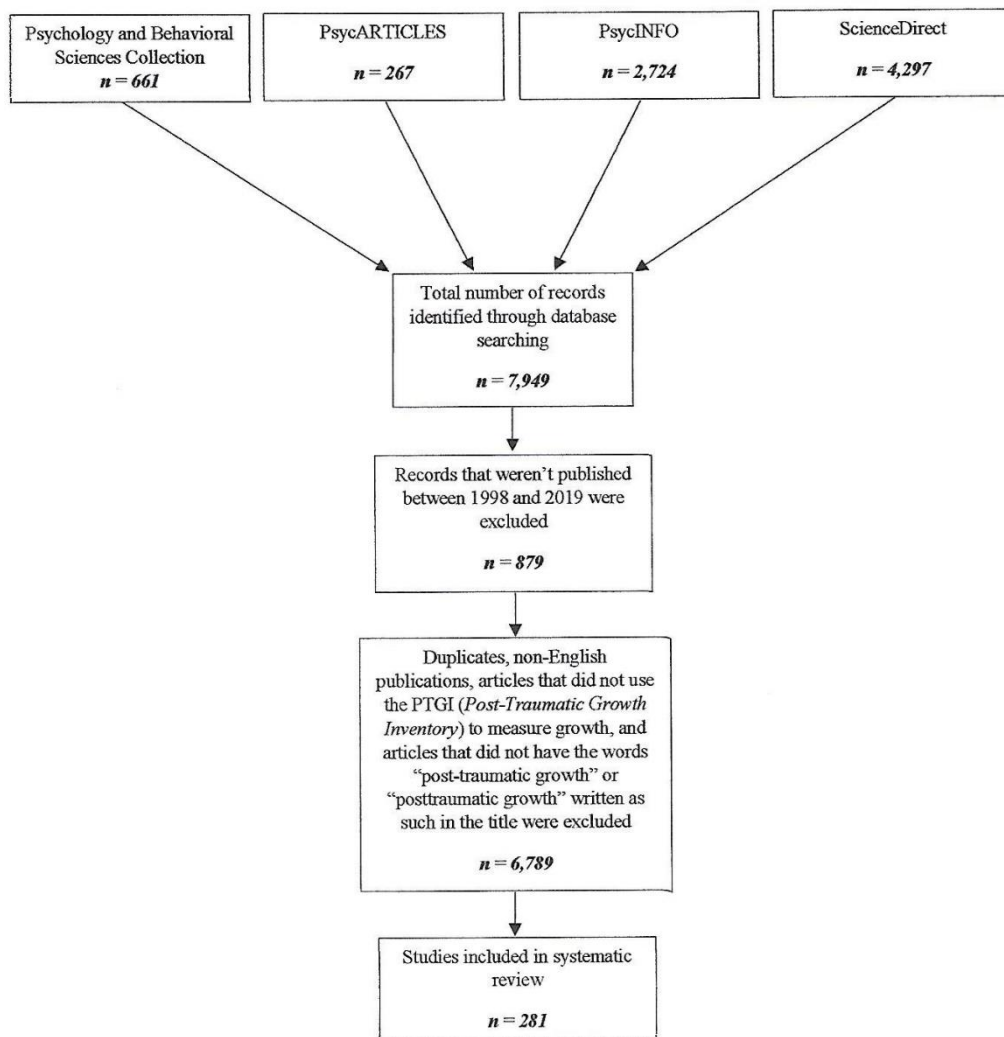 Psychology and Behavioral
Sciences Collection
n = 661
PsycARTICLES
n = 267
PsycINFO
n = 2,724
ScienceDirect
n = 4,297
Total number of records
identified through database
searching
n = 7,949
Records that weren't published
between 1998 and 2019 were
excluded
n = 879
Duplicates, non-English
publications, articles that did not use
the PTGI (Post-Traumatic Growth
Inventory) to measure growth, and
articles that did not have the words
“post-traumatic growth” or
“posttraumatic growth” written as
such in the title were excluded
n = 6,789
Studies included in systematic
review
n = 281